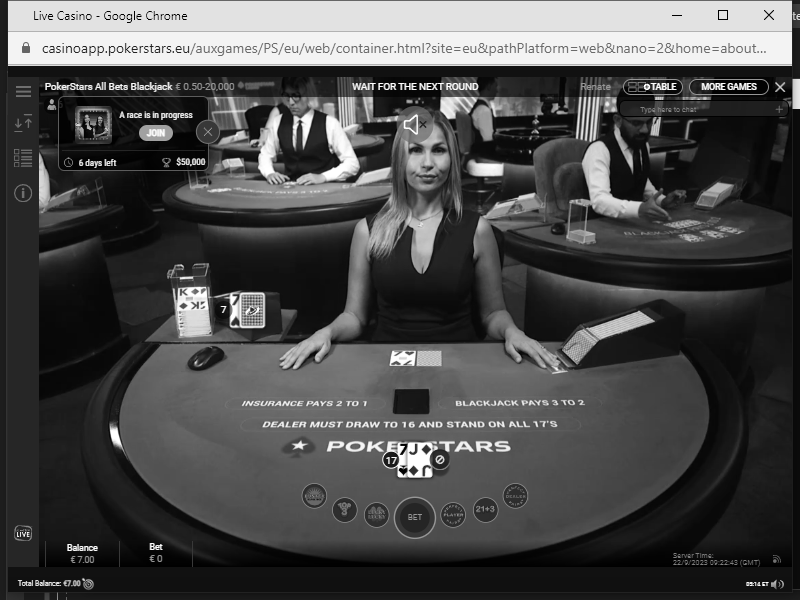 Live Casino - Google Chrome
casinoapp.pokerstars.eu/auxgames/PS/eu/web/container.html?site=eu&pathPlatform=web&nano=2&home=about...
PokerStars All Bets Blackjack € 0.50-20,000
WAIT FOR THE NEXT ROUND
Renate
TABLE
MORE GAMES
Type here to chat
A race is in progress
JOIN
6 days left
$50,000
7
7
K
INSURANCE PAYS 2 TO 1
BLACKJACK PAYS 3 TO 2
DEALER MUST DRAW TO 16 AND STAND ON ALL 17'S
POKERSTARS
17
7 J
BET
21+3
LIVE
Balance
€ 7.00
Bet
€ 0
Server Time:
22/9/2023 09:22:43 (GMT)
Total Balance: €7.00
05:14 ET